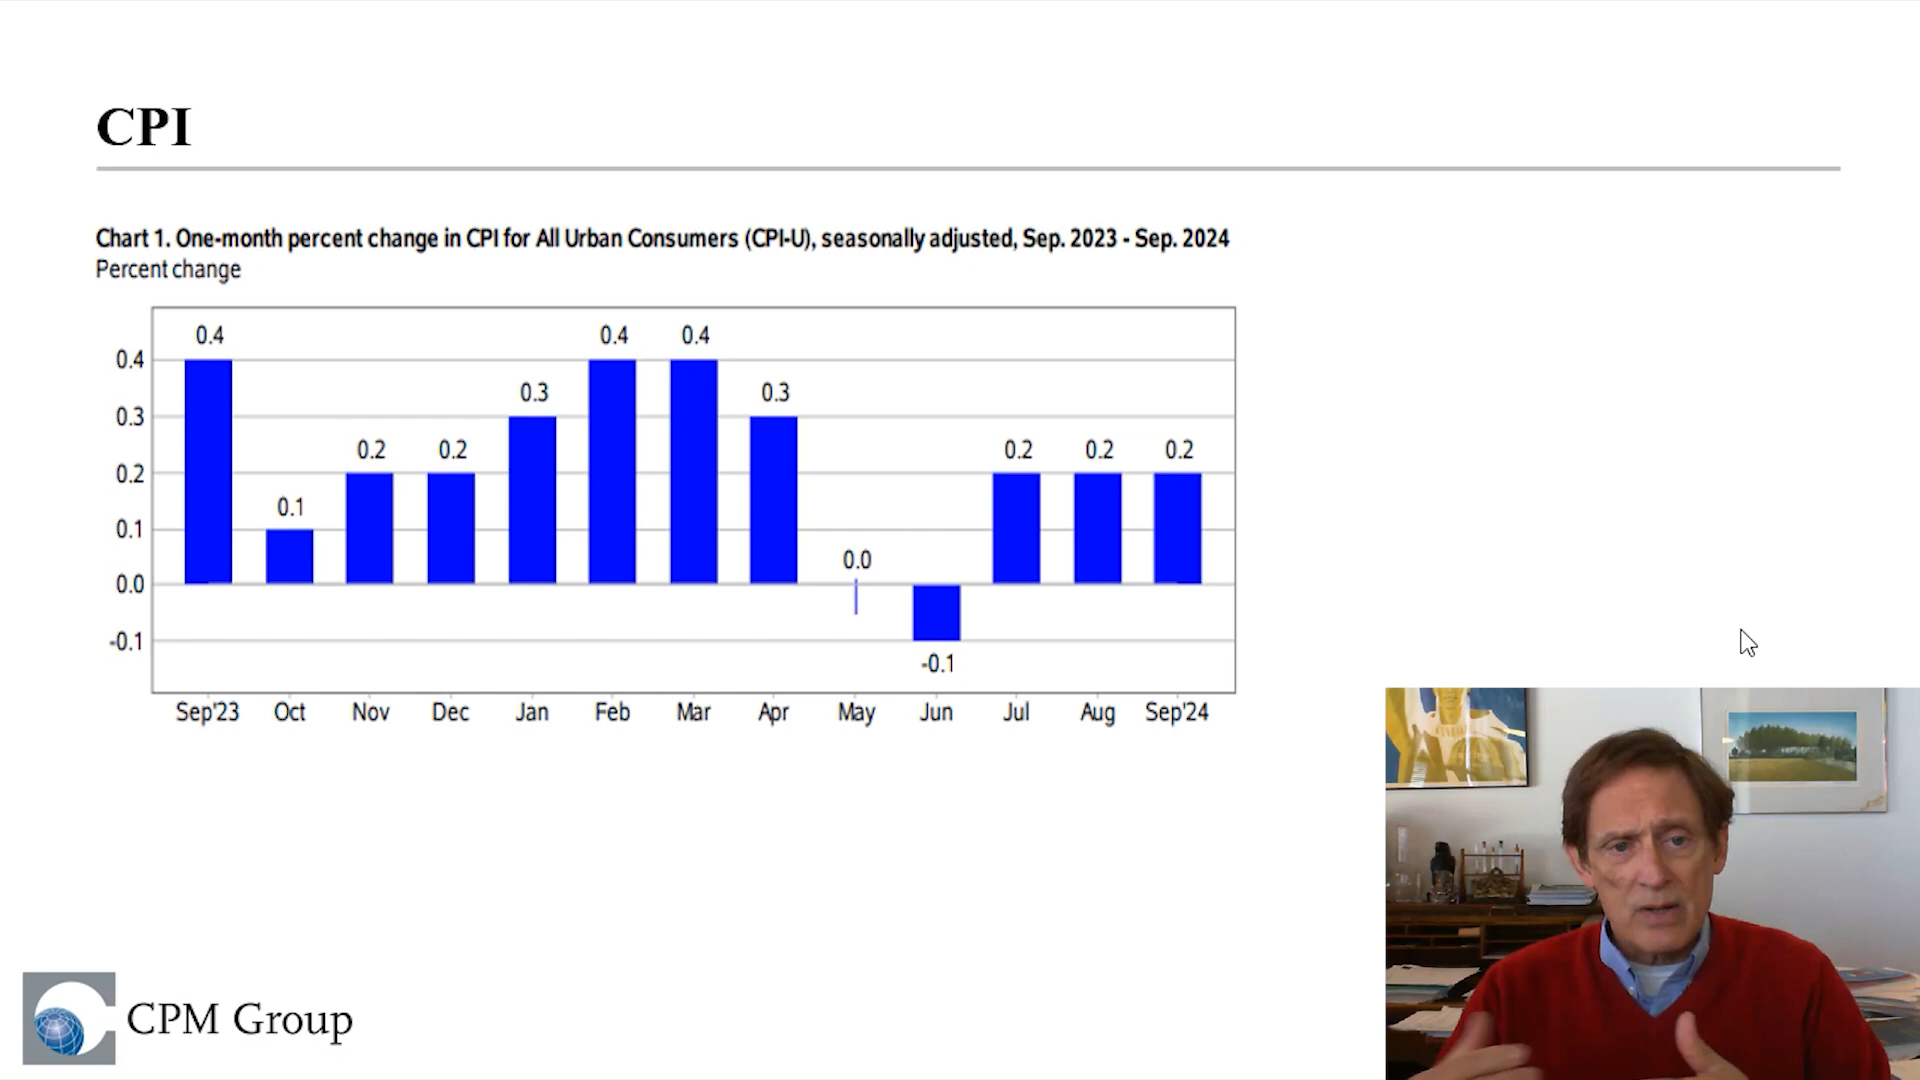 CPI
Chart 1. One-month percent change in CPI for All Urban Consumers (CPI-U), seasonally adjusted, Sep. 2023 - Sep. 2024
Percent change
0.4 0.1 0.2 0.2 0.3 0.4 0.4 0.3 0.0 -0.1 0.2 0.2 0.2
0.4
0.3
0.2
0.1
0.0
-0.1
Sep'23 Oct Nov Dec Jan Feb Mar Apr May Jun Jul Aug Sep'24
CPM Group